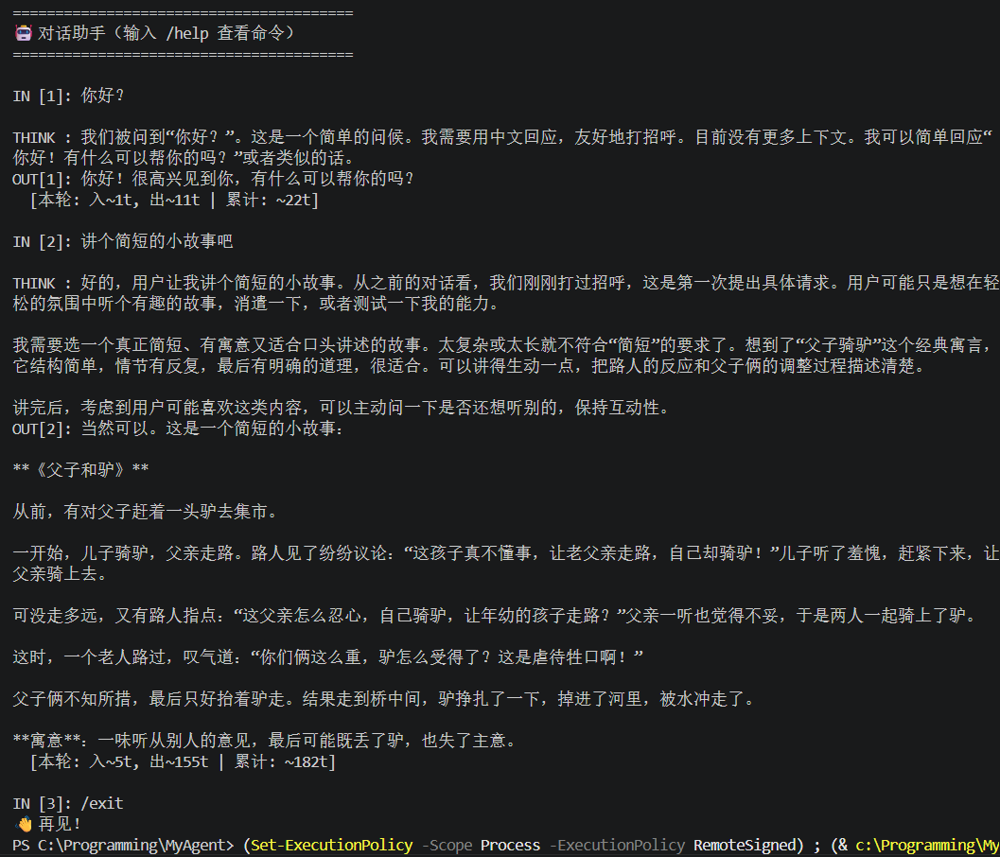 ========================================
🤖 对话助手（输入 /help 查看命令）
========================================
IN [1]: 你好？
THINK : 我们被问到“你好？”。这是一个简单的问候。我需要用中文回应，友好地打招呼。目前没有更多上下文。我可以简单回应“
你好！有什么可以帮你的吗？”或者类似的话。
OUT[1]: 你好！很高兴见到你，有什么可以帮你的吗？
[本轮: 入~1t, 出~11t | 累计: ~22t]
IN [2]: 讲个简短的小故事吧
THINK : 好的，用户让我讲个简短的小故事。从之前的对话看，我们刚刚打过招呼，这是第一次提出具体请求。用户可能只是想在轻
松的氛围中听个有趣的故事，消遣一下，或者测试一下我的能力。
我需要选一个真正简短、有寓意又适合口头讲述的故事。太复杂或太长就不符合“简短”的要求了。想到了“父子骑驴”这个经典寓言，
它结构简单，情节有反复，最后有明确的道理，很适合。可以讲得生动一点，把路人的反应和父子俩的调整过程描述清楚。
讲完后，考虑到用户可能喜欢这类内容，可以主动问一下是否还想听别的，保持互动性。
OUT[2]: 当然可以。这是一个简短的小故事：
**《父子和驴》**
从前，有对父子赶着一头驴去集市。
一开始，儿子骑驴，父亲走路。路人见了纷纷议论：“这孩子真不懂事，让老父亲走路，自己却骑驴！”儿子听了羞愧，赶紧下来，让
父亲骑上去。
可没走多远，又有路人指点：“这父亲怎么忍心，自己骑驴，让年幼的孩子走路？”父亲一听也觉得不妥，于是两人一起骑上了驴。
这时，一个老人路过，叹气道：“你们俩这么重，驴怎么受得了？这是虐待牲口啊！”
父子俩不知所措，最后只好抬着驴走。结果走到桥中间，驴挣扎了一下，掉进了河里，被水冲走了。
**寓意**：一味听从别人的意见，最后可能既丢了驴，也失了主意。
[本轮: 入~5t, 出~155t | 累计: ~182t]
IN [3]: /exit
👋 再见！
PS C:\Programming\MyAgent> (Set-ExecutionPolicy -Scope Process -ExecutionPolicy RemoteSigned) ; (& c:\Programming\My